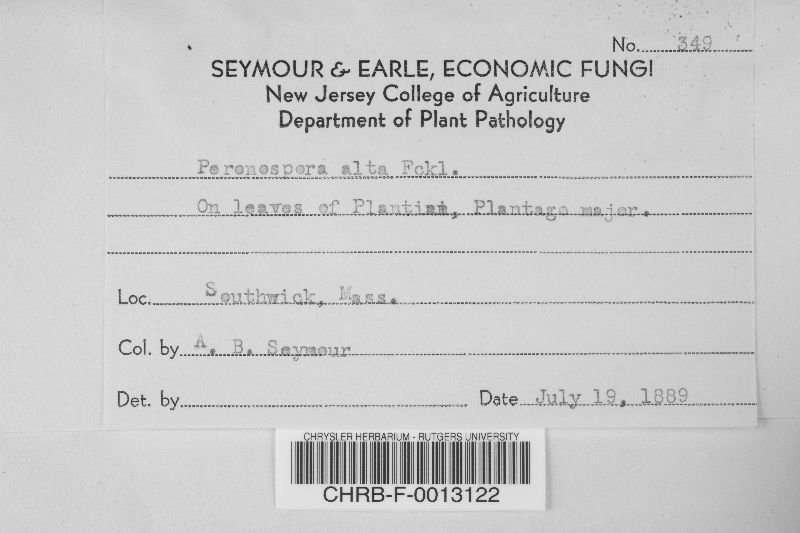 No. 349
SEYMOUR & EARLE, ECONOMIC FUNGI
New Jersey College of Agriculture
Department of Plant Pathology
Peronospora alta Fckl.
On leaves of Plantian, Plantago major.
Loc. Southwick, Mass.
Col. by A. B. Seymour
Det. by
Date July 19, 1889
CHRYSLER HERBARIUM - RUTGERS UNIVERSITY
CHRB-F-0013122